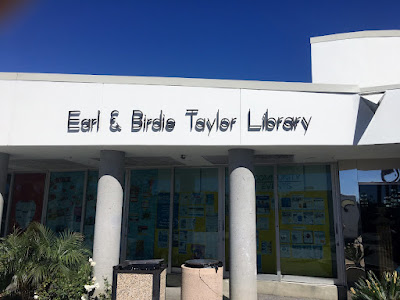 Earl & Birdie Taylor Library